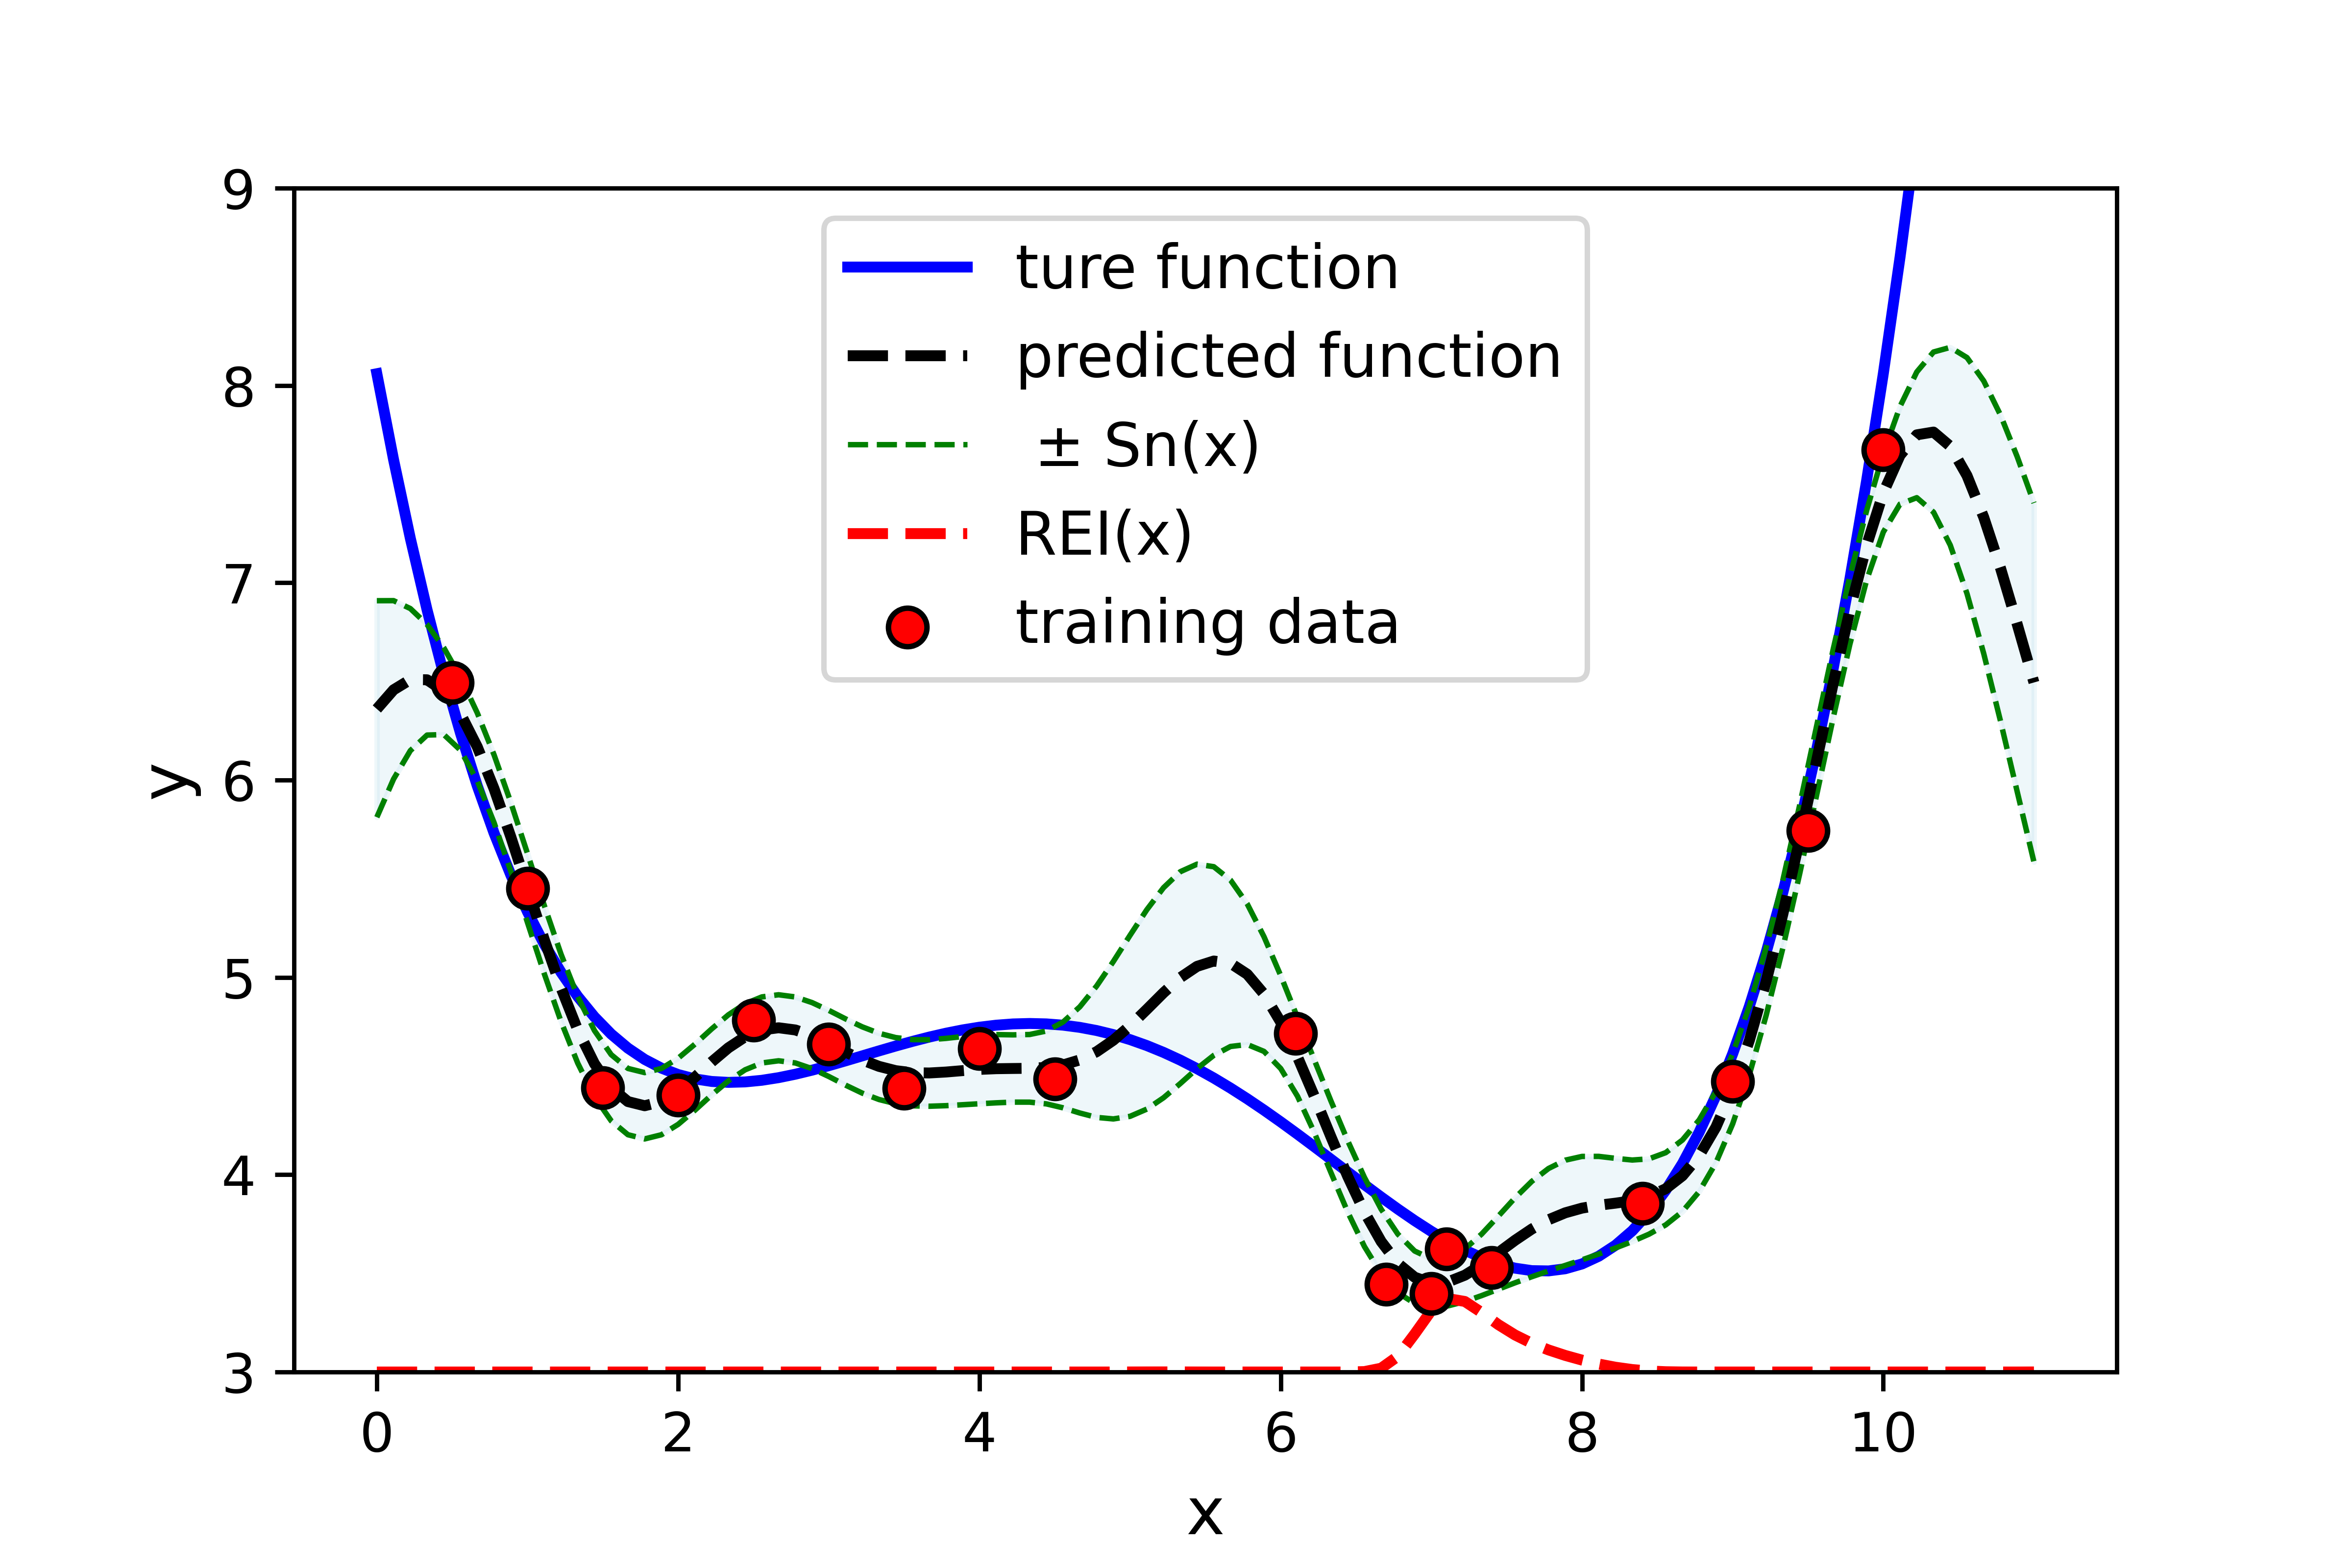 9
8
7
6
5
4
3
y
ture function
predicted function
± Sn(x)
REI(x)
training data
0 2 4 6 8 10
x